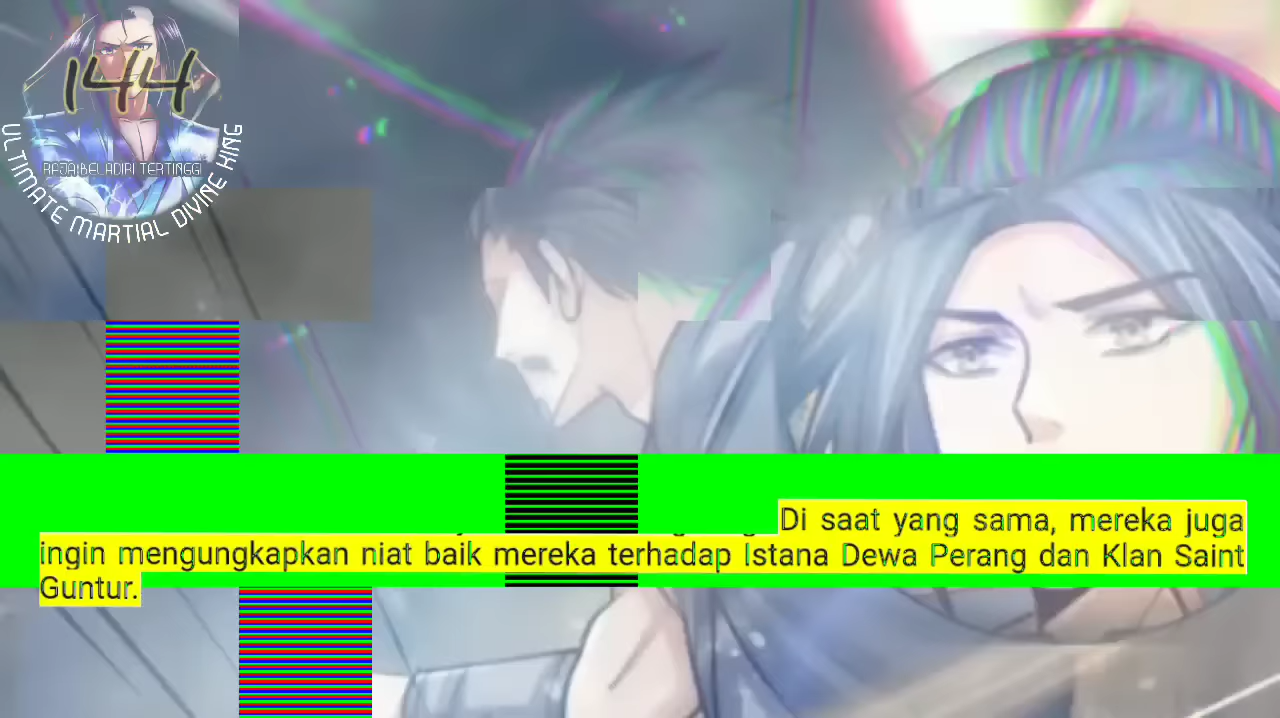 144
RAJA BELADIRI TERTINGGI
ULTIMATE MARTIAL DIVINE KING
Di saat yang sama, mereka juga
ingin mengungkapkan niat baik mereka terhadap Istana Dewa Perang dan Klan Saint
Guntur.